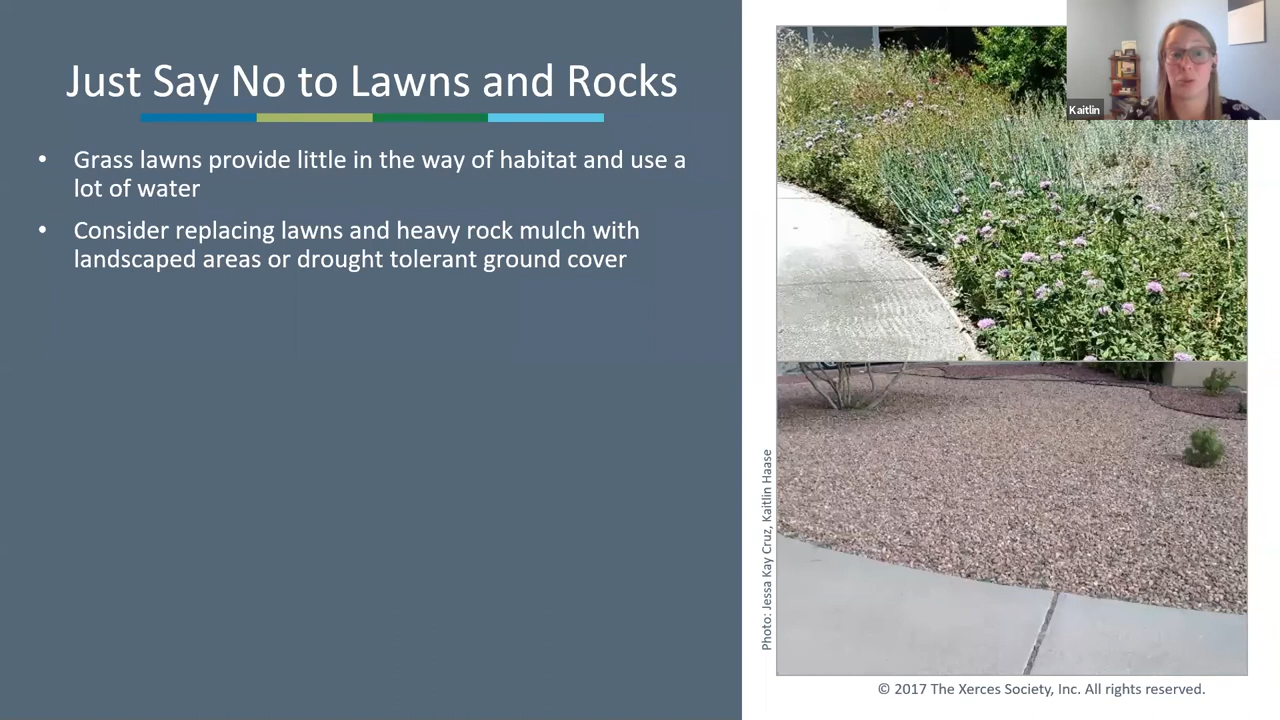 Just Say No to Lawns and Rocks
• Grass lawns provide little in the way of habitat and use a
lot of water
• Consider replacing lawns and heavy rock mulch with
landscaped areas or drought tolerant ground cover
Kaitlin
Photo: Jessa Kay Cruz, Kaitlin Haase
© 2017 The Xerces Society, Inc. All rights reserved.